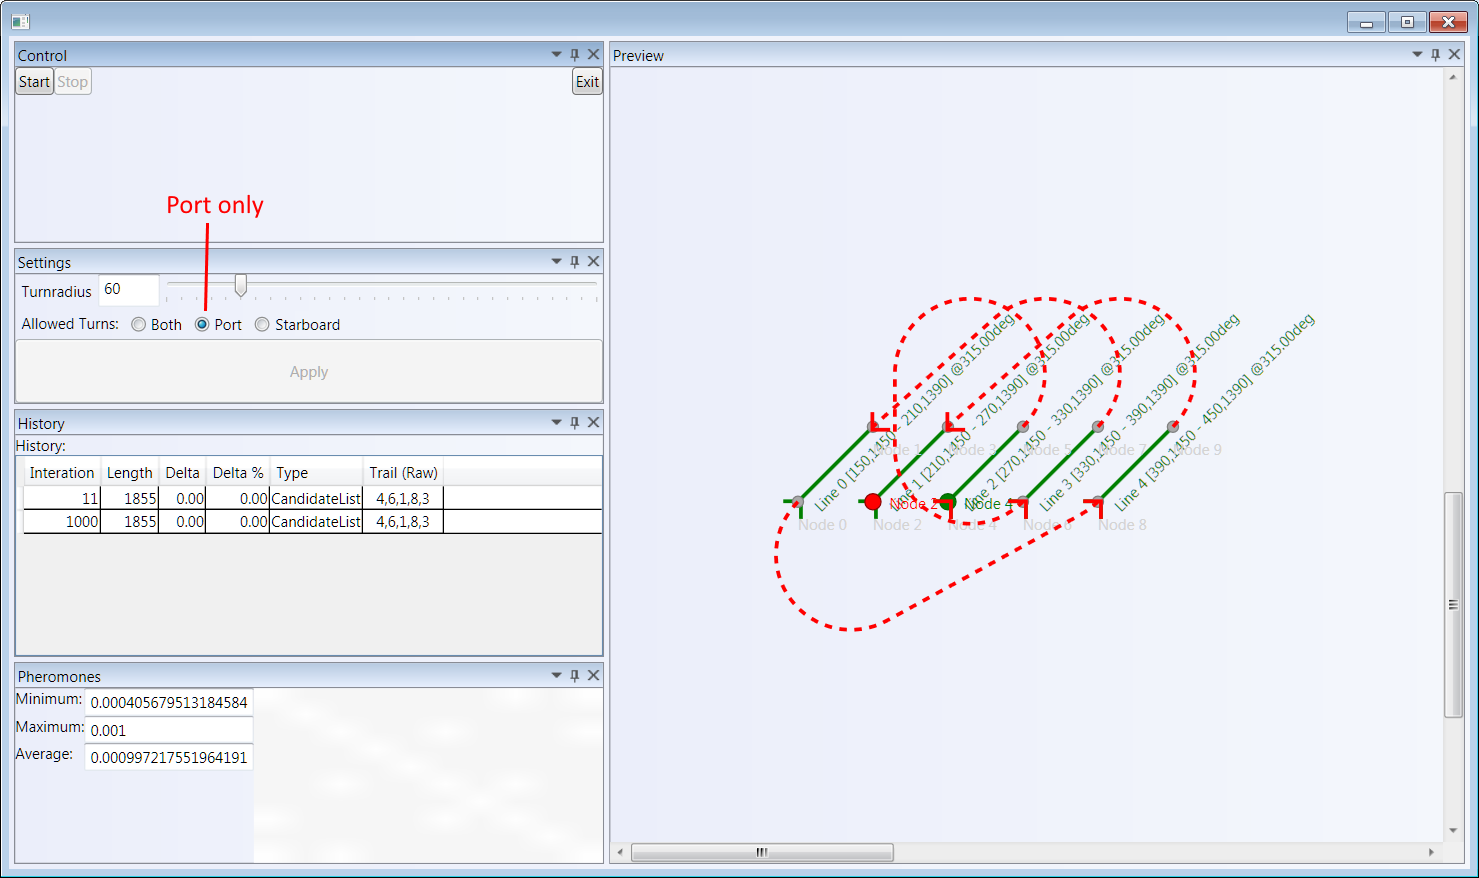 Control
Start Stop Exit
Port only
Settings
Turnradius 60
Allowed Turns: Both Port Starboard
Apply
History
History:
Interation Length Delta Delta % Type Trail (Raw)
11 1855 0.00 0.00 CandidateList 4,6,1,8,3
1000 1855 0.00 0.00 CandidateList 4,6,1,8,3
Pheromones
Minimum: 0.000405679513184584
Maximum: 0.001
Average: 0.000997217551964191
Preview
Line 0 [150,1450 - 210,1390] @315.00deg
Line 1 [210,1450 - 270,1390] @315.00deg
Line 2 [270,1450 - 330,1390] @315.00deg
Line 3 [330,1450 - 390,1390] @315.00deg
Line 4 [390,1450 - 450,1390] @315.00deg
Node 1
Node 3
Node 5
Node 7
Node 9
Node 2
Node 4
Node 0
Node 2
Node 4
Node 6
Node 8